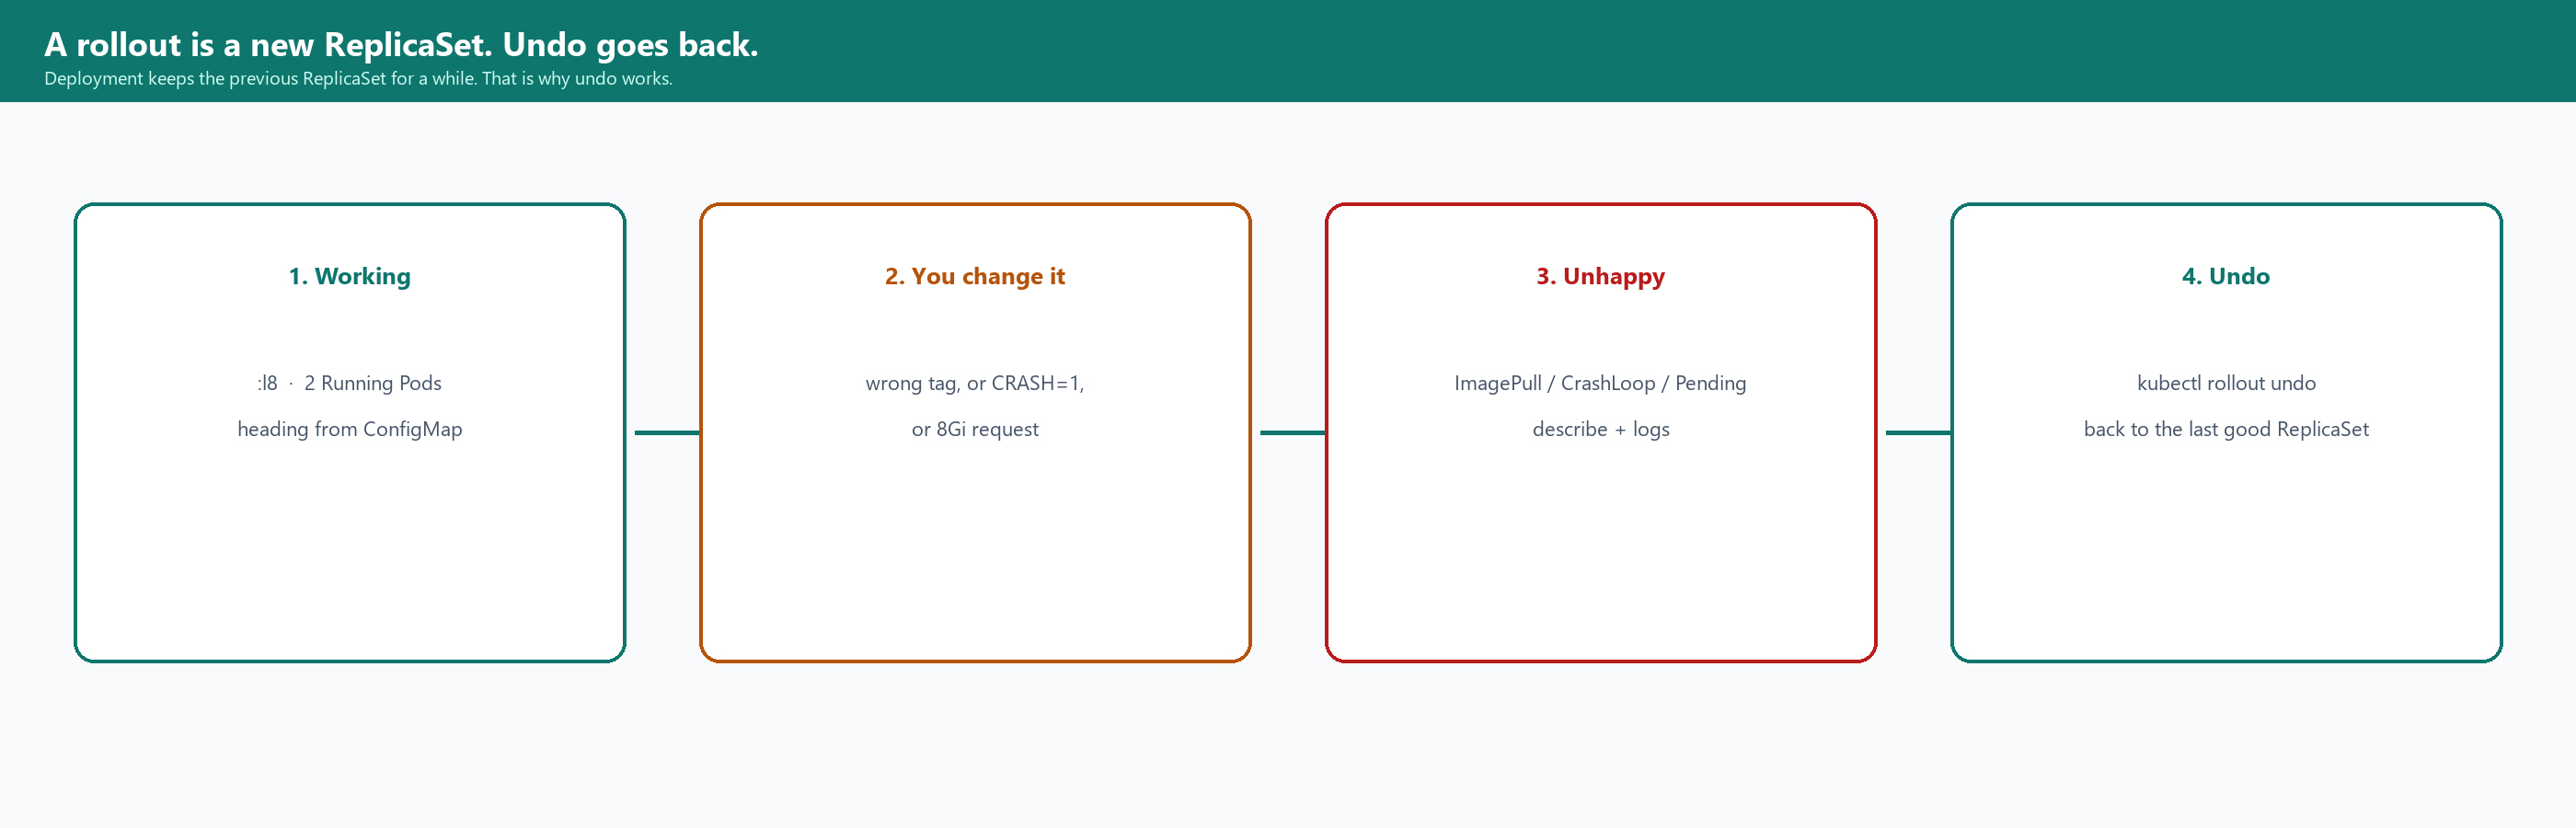 A rollout is a new ReplicaSet. Undo goes back.
Deployment keeps the previous ReplicaSet for a while. That is why undo works.
1. Working
:l8 · 2 Running Pods
heading from ConfigMap
2. You change it
wrong tag, or CRASH=1,
or 8Gi request
3. Unhappy
ImagePull / CrashLoop / Pending
describe + logs
4. Undo
kubectl rollout undo
back to the last good ReplicaSet